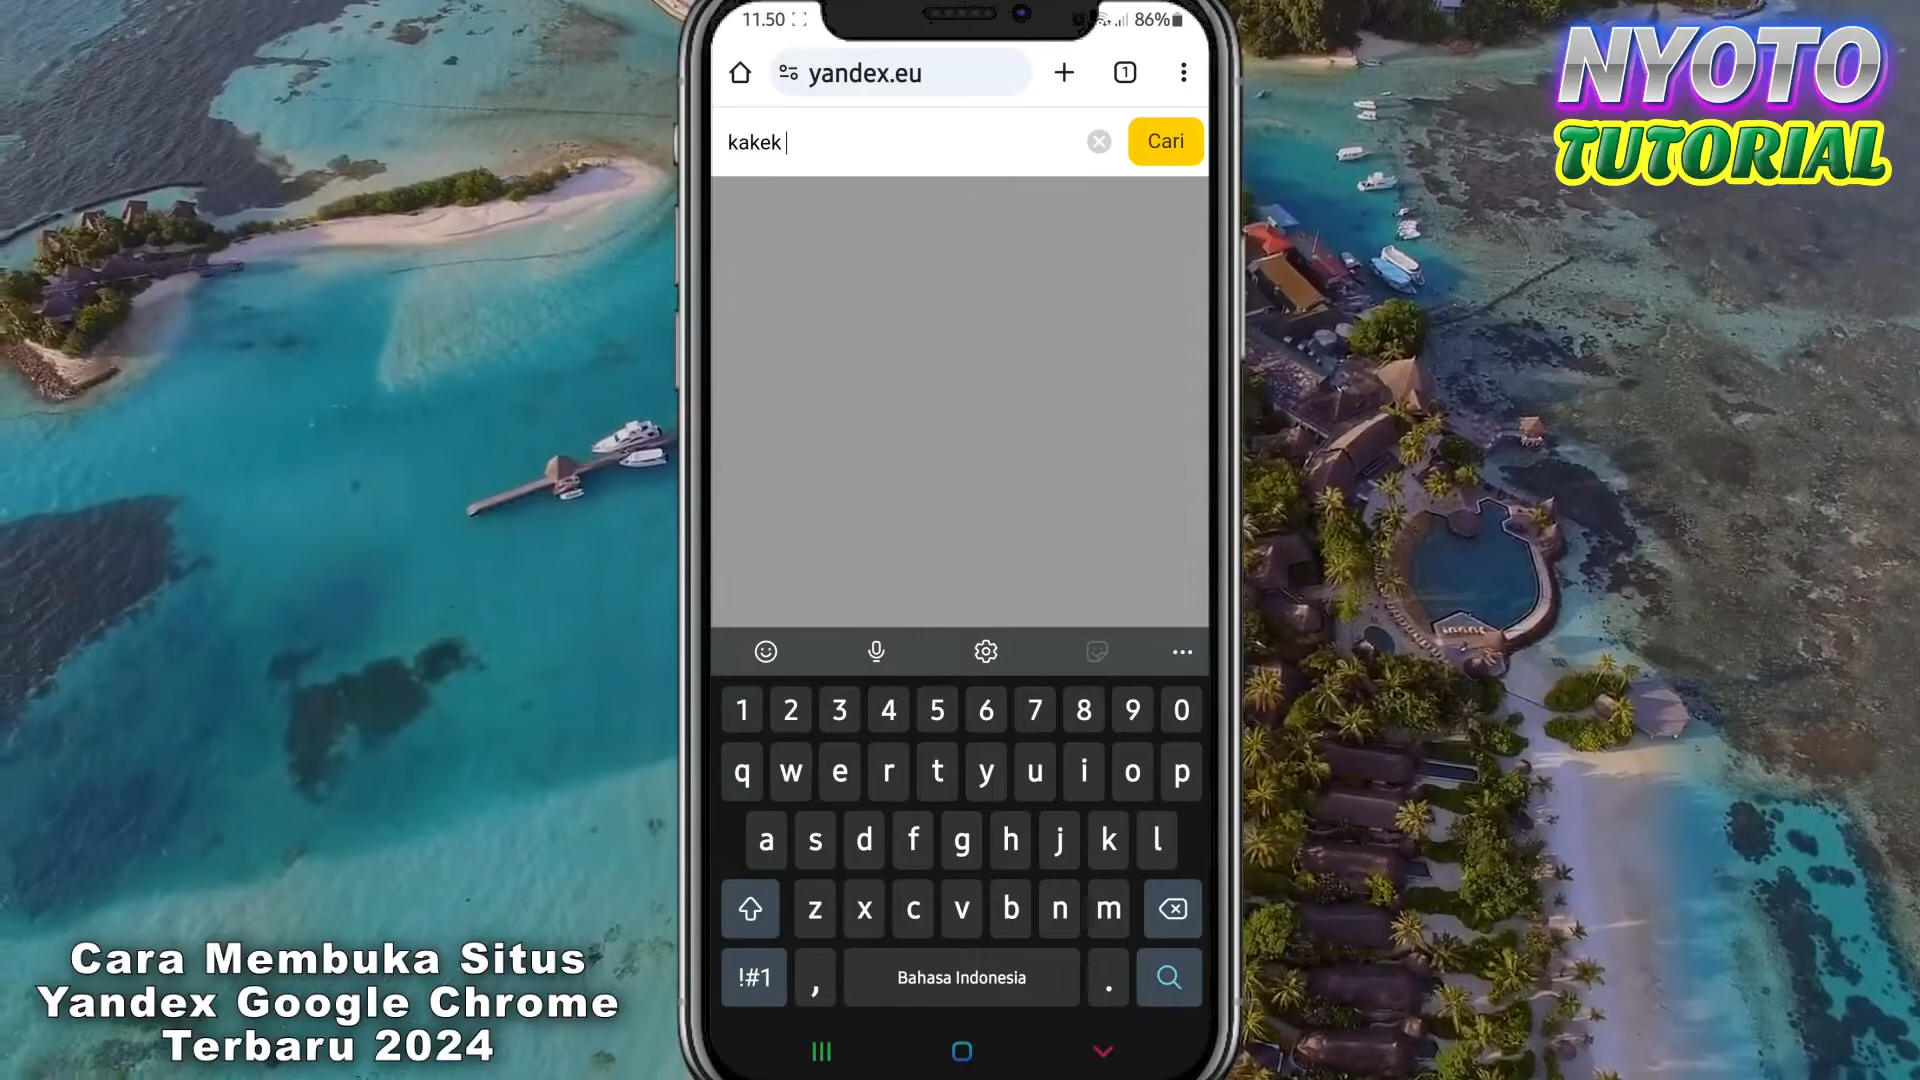 11.50
86%
yandex.eu
1
kakek
Cari
NYOTO
TUTORIAL
1 2 3 4 5 6 7 8 9 0
q w e r t y u i o p
a s d f g h j k l
z x c v b n m
!#1 , Bahasa Indonesia .
Cara Membuka Situs
Yandex Google Chrome
Terbaru 2024